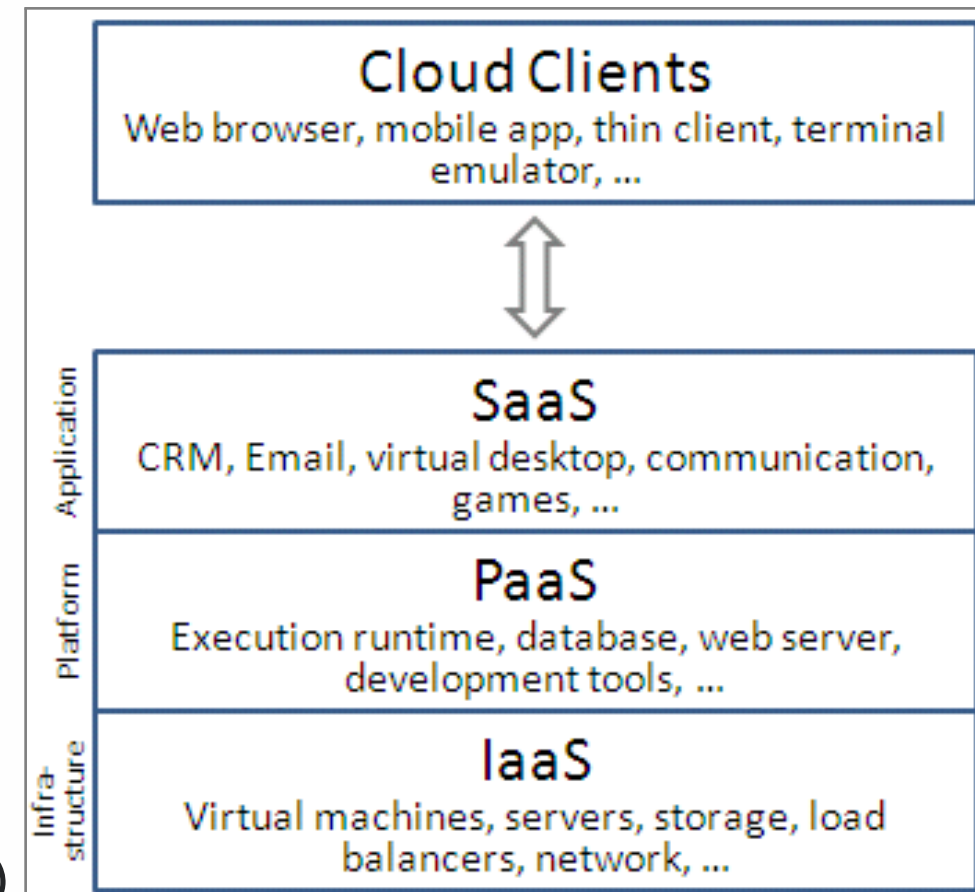 Cloud Clients
Web browser, mobile app, thin client, terminal
emulator, ...
Application
SaaS
CRM, Email, virtual desktop, communication,
games, ...
Platform
PaaS
Execution runtime, database, web server,
development tools, ...
Infra-
structure
IaaS
Virtual machines, servers, storage, load
balancers, network, ...
)